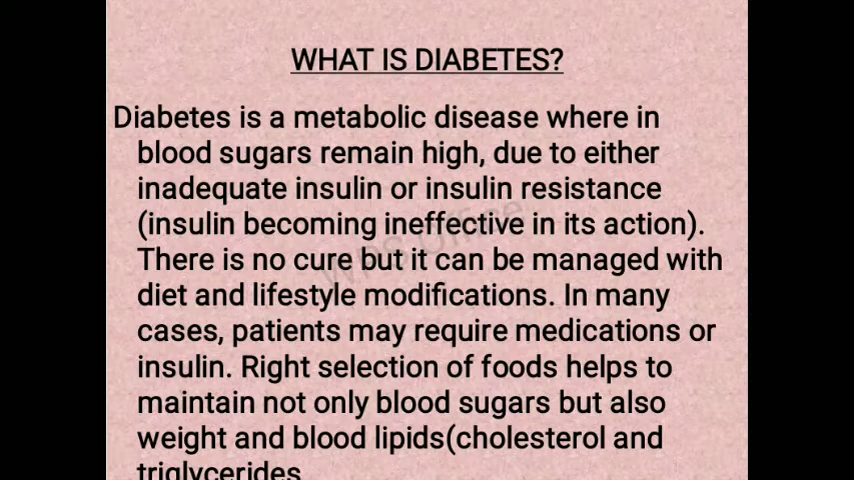 WHAT IS DIABETES?
Diabetes is a metabolic disease where in
blood sugars remain high, due to either
inadequate insulin or insulin resistance
(insulin becoming ineffective in its action).
There is no cure but it can be managed with
diet and lifestyle modifications. In many
cases, patients may require medications or
insulin. Right selection of foods helps to
maintain not only blood sugars but also
weight and blood lipids(cholesterol and
triglycerides
WPS Office